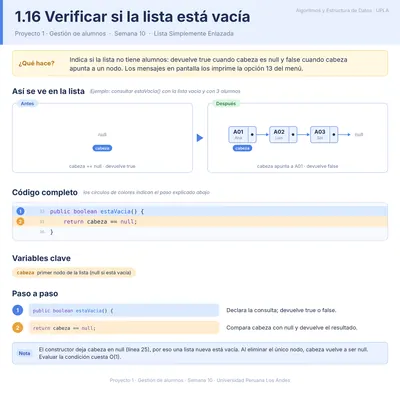 1.16 Verificar si la lista está vacía
Algoritmos y Estructura de Datos · UPLA
Proyecto 1 · Gestión de alumnos · Semana 10 · Lista Simplemente Enlazada
¿Qué hace?
Indica si la lista no tiene alumnos: devuelve true cuando cabeza es null y false cuando cabeza
apunta a un nodo. Los mensajes en pantalla los imprime la opción 13 del menú.
Así se ve en la lista
Ejemplo: consultar estaVacia() con la lista vacía y con 3 alumnos
Antes
null
cabeza
cabeza == null · devuelve true
Después
A01
Ana
A02
Luis
A03
null
cabeza
cabeza apunta a A01 · devuelve false
Código completo
los círculos de colores indican el paso explicado abajo
1 public boolean estaVacia() {
2 return cabeza == null;
}
Variables clave
cabeza primer nodo de la lista (null si está vacía)
Paso a paso
1 public boolean estaVacia() {
Declara la consulta; devuelve true o false.
2 return cabeza == null;
Compara cabeza con null y devuelve el resultado.
Nota
El constructor deja cabeza en null (línea 25), por eso una lista nueva está vacía. Al eliminar el único nodo, cabeza vuelve a ser null.
Evaluar la condición cuesta O(1).
Proyecto 1 · Gestión de alumnos · Semana 10 · Universidad Peruana Los Andes